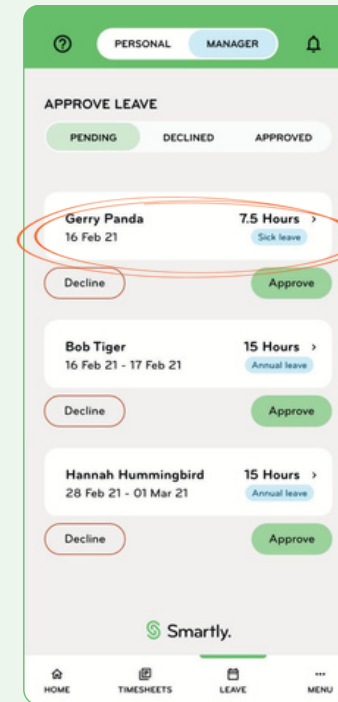 PERSONAL MANAGER
APPROVE LEAVE
PENDING DECLINED APPROVED
Gerry Panda 7.5 Hours >
16 Feb 21 Sick leave
Decline Approve
Bob Tiger 15 Hours >
16 Feb 21 - 17 Feb 21 Annual leave
Decline Approve
Hannah Hummingbird 15 Hours >
28 Feb 21 - 01 Mar 21 Annual leave
Decline Approve
Smartly.
HOME TIMESHEETS LEAVE MENU